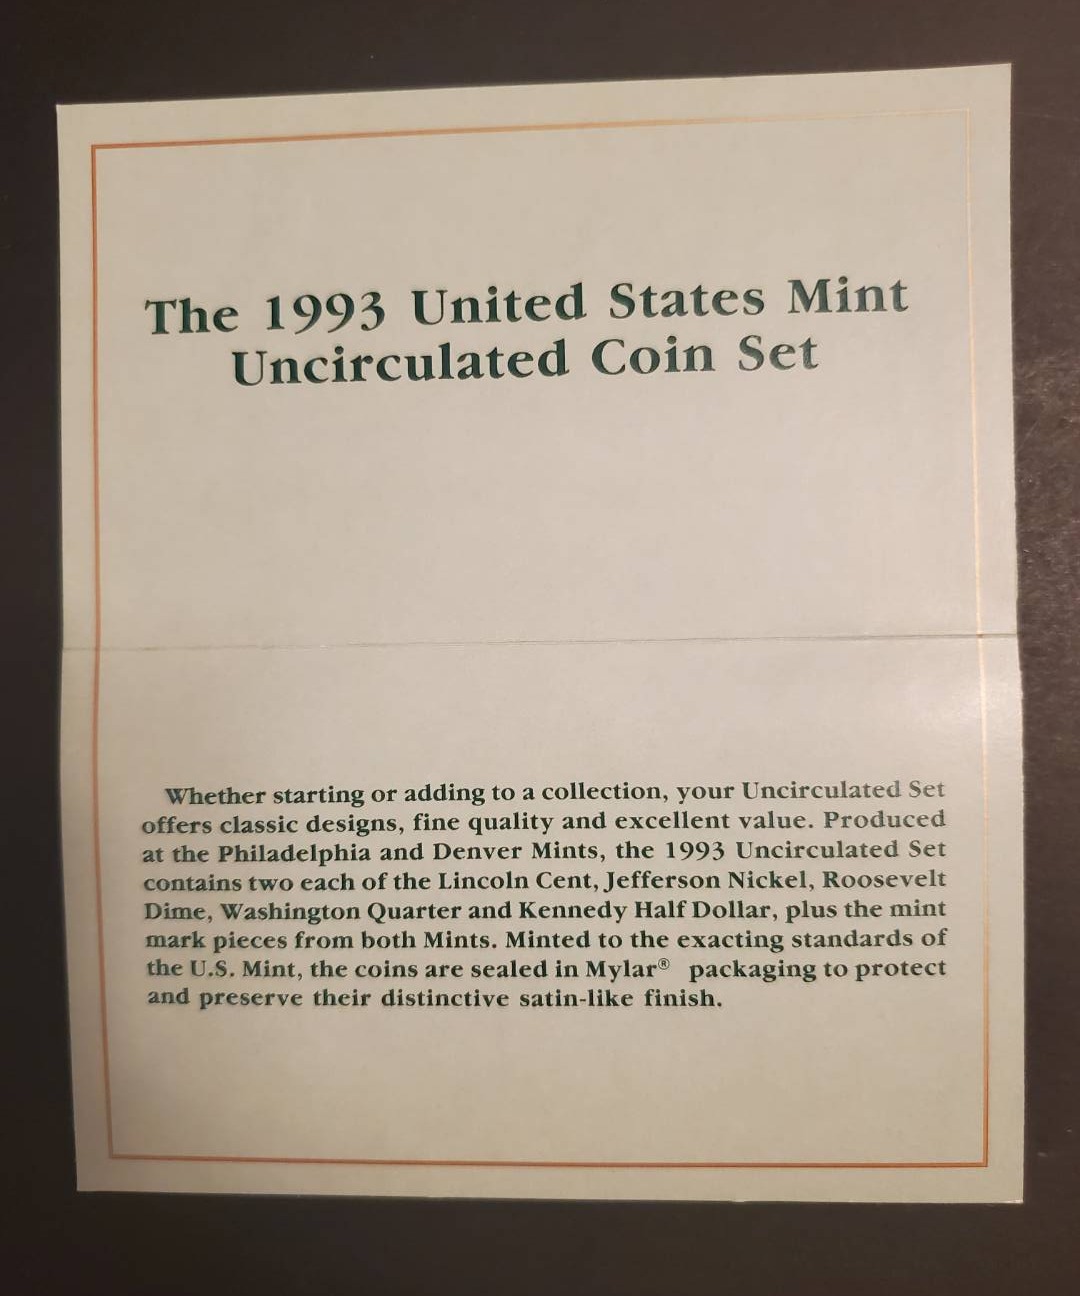 The 1993 United States Mint
Uncirculated Coin Set
Whether starting or adding to a collection, your Uncirculated Set
offers classic designs, fine quality and excellent value. Produced
at the Philadelphia and Denver Mints, the 1993 Uncirculated Set
contains two each of the Lincoln Cent, Jefferson Nickel, Roosevelt
Dime, Washington Quarter and Kennedy Half Dollar, plus the mint
mark pieces from both Mints. Minted to the exacting standards of
the U.S. Mint, the coins are sealed in Mylar® packaging to protect
and preserve their distinctive satin-like finish.